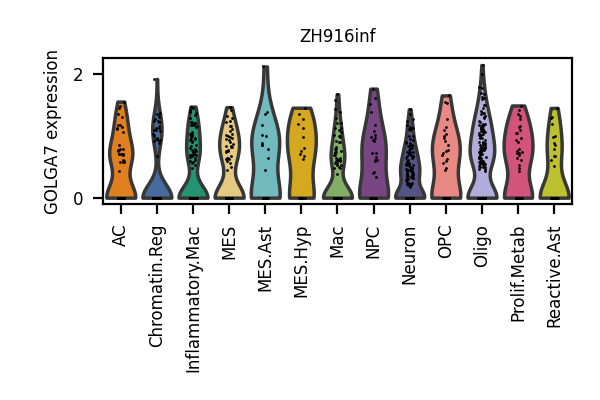 ZH916inf
GOLGA7 expression
2
0
AC
Chromatin.Reg
Inflammatory.Mac
MES
MES.Ast
MES.Hyp
Mac
NPC
Neuron
OPC
Oligo
Prolif.Metab
Reactive.Ast